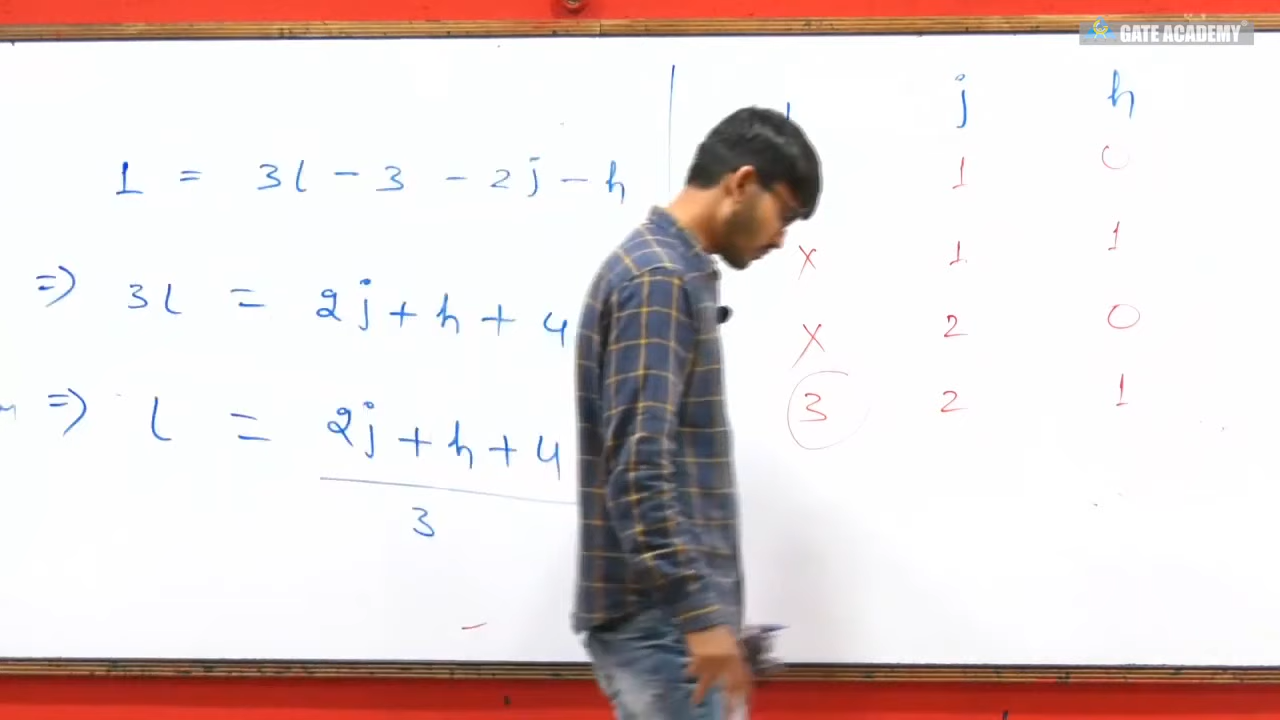 GATE ACADEMY
1 = 3l - 3 - 2j - h
=) 3l = 2j + h + 4
=) l = 2j + h + 4
3
j h
1 0
x 1 1
x 2 0
3 2 1